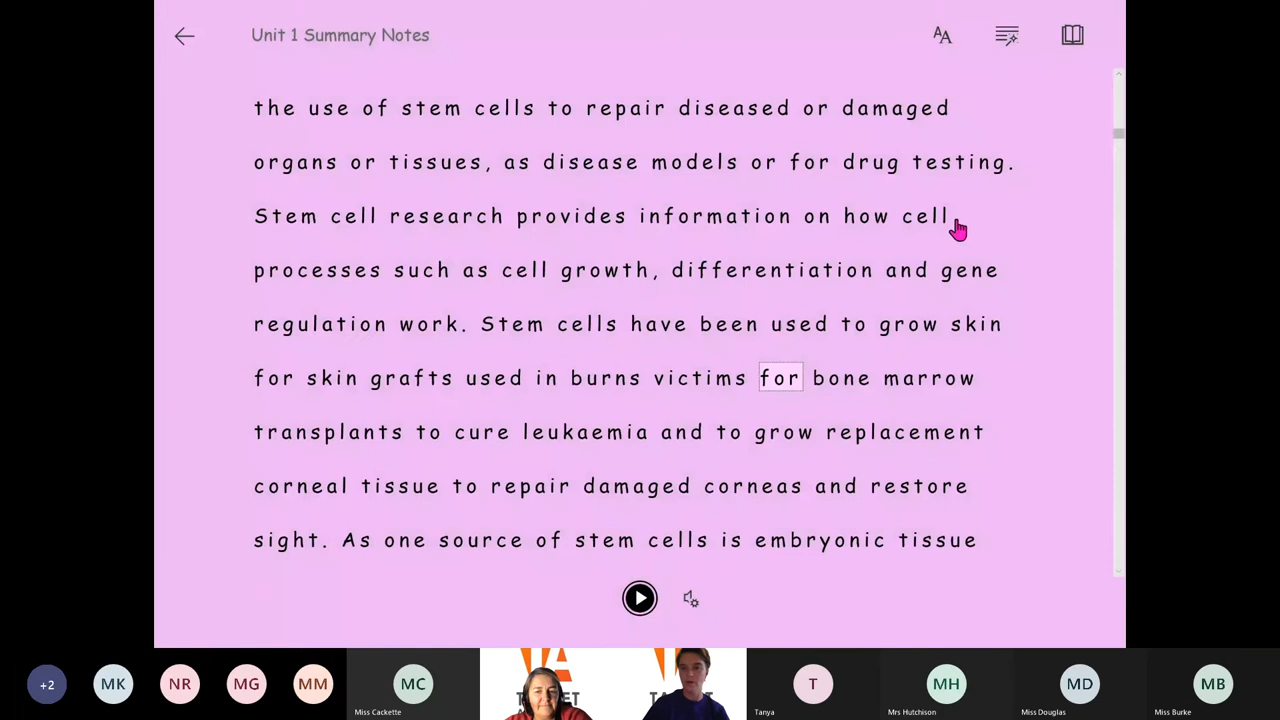 Unit 1 Summary Notes
the use of stem cells to repair diseased or damaged
organs or tissues, as disease models or for drug testing.
Stem cell research provides information on how cell
processes such as cell growth, differentiation and gene
regulation work. Stem cells have been used to grow skin
for skin grafts used in burns victims for bone marrow
transplants to cure leukaemia and to grow replacement
corneal tissue to repair damaged corneas and restore
sight. As one source of stem cells is embryonic tissue
+2 MK NR MG MM MC T MH MD MB
Miss Cackette Tanya Mrs Hutchison Miss Douglas Miss Burke